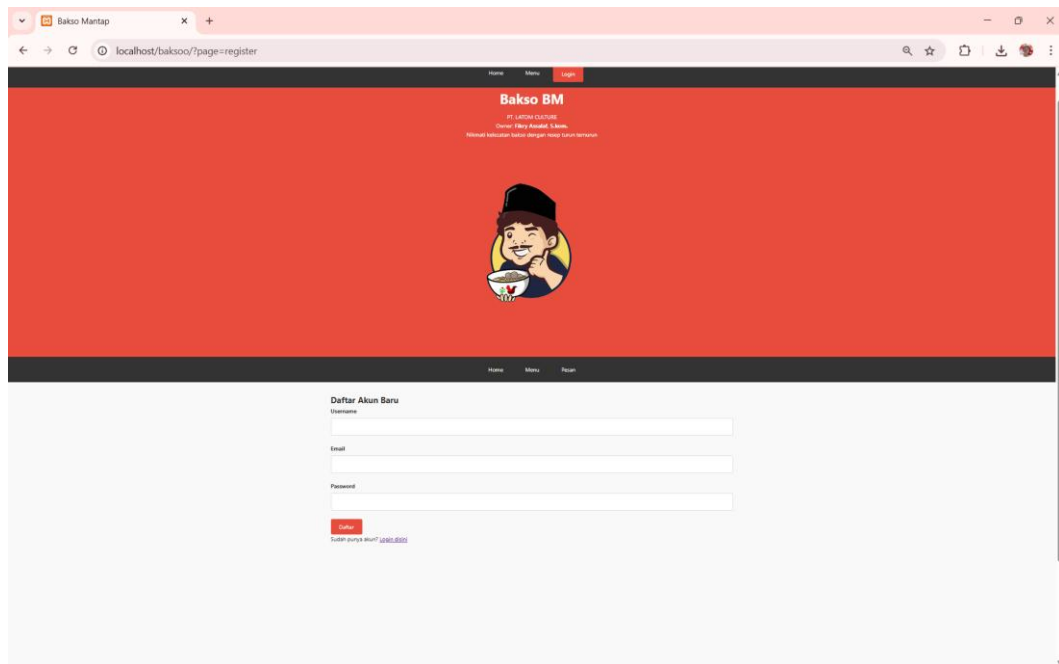 Bakso Mantap
localhost/baksoo/?page=register
Home Menu Login
Bakso BM
PT. LATOM CULTURE
Owner: Fikry Assalaf, S.kom.
Nikmati kelezatan bakso dengan resep turun temurun
Home Menu Pesan
Daftar Akun Baru
Username
Email
Password
Daftar
Sudah punya akun? Login disini